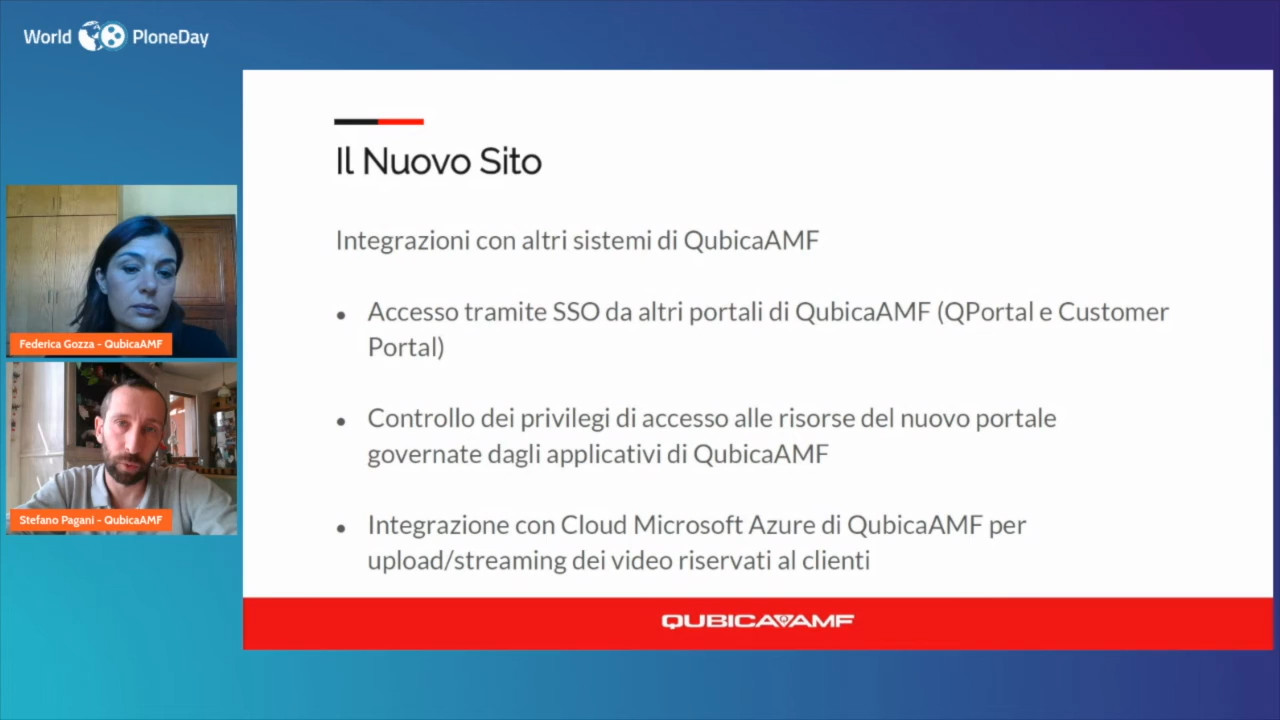 World PloneDay
Il Nuovo Sito
Integrazioni con altri sistemi di QubicaAMF
• Accesso tramite SSO da altri portali di QubicaAMF (QPortal e Customer
Portal)
• Controllo dei privilegi di accesso alle risorse del nuovo portale
governate dagli applicativi di QubicaAMF
• Integrazione con Cloud Microsoft Azure di QubicaAMF per
upload/streaming dei video riservati al clienti
QUBICAAMF
Federica Gozza - QubicaAMF
Stefano Pagani - QubicaAMF